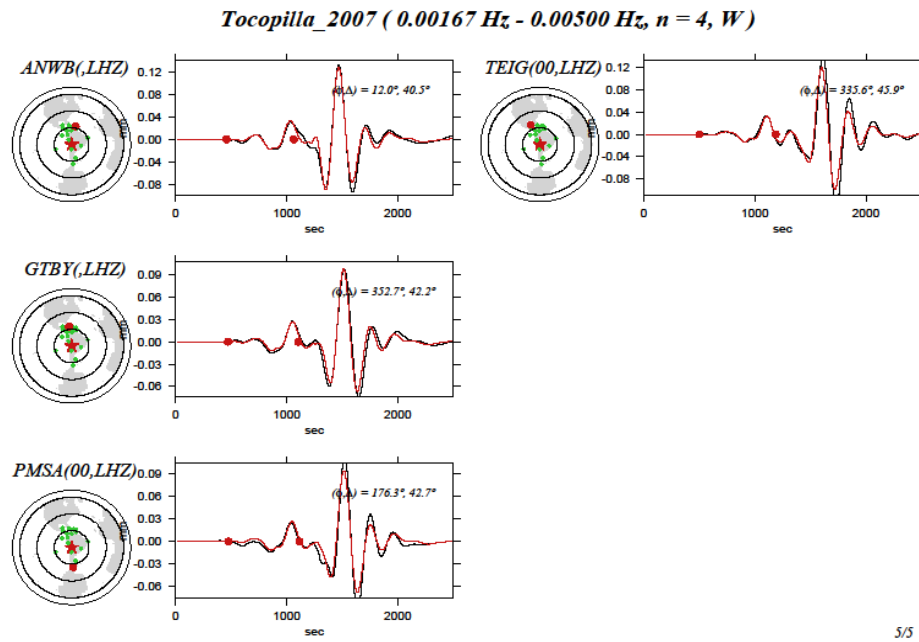 Tocopilla_2007 ( 0.00167 Hz - 0.00500 Hz, n = 4, W )
ANWB(,LHZ)
0.12
0.08
0.04
0.00
-0.04
-0.08
mm
(ϕ,Δ) = 12.0°, 40.5°
0 1000 2000
sec
TEIG(00,LHZ)
0.12
0.08
0.04
0.00
-0.04
-0.08
mm
(ϕ,Δ) = 335.6°, 45.9°
0 1000 2000
sec
GTBY(,LHZ)
0.09
0.06
0.03
0.00
-0.03
-0.06
mm
(ϕ,Δ) = 352.7°, 42.2°
0 1000 2000
sec
PMSA(00,LHZ)
0.09
0.06
0.03
0.00
-0.03
-0.06
mm
(ϕ,Δ) = 176.3°, 42.7°
0 1000 2000
sec
5/5